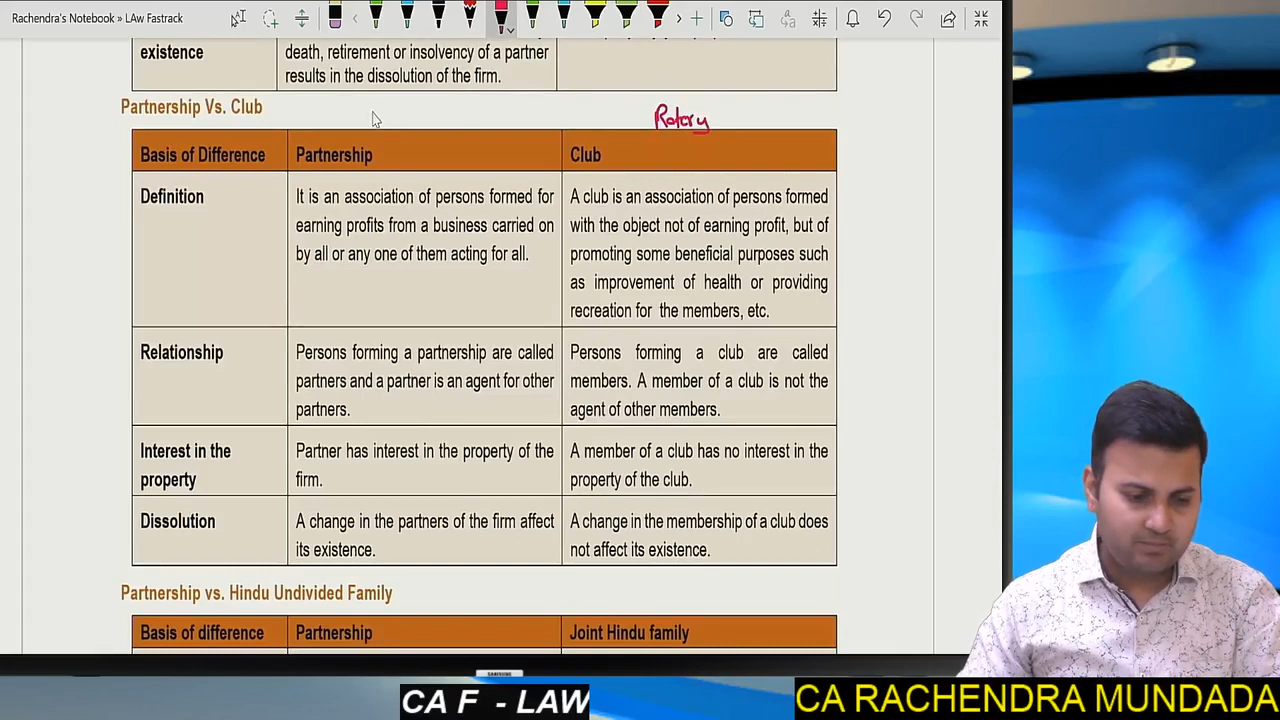 Rachendra's Notebook » LAW Fastrack
existence
death, retirement or insolvency of a partner
results in the dissolution of the firm.
Partnership Vs. Club
Rotory
Basis of Difference
Partnership
Club
Definition
It is an association of persons formed for
earning profits from a business carried on
by all or any one of them acting for all.
A club is an association of persons formed
with the object not of earning profit, but of
promoting some beneficial purposes such
as improvement of health or providing
recreation for the members, etc.
Relationship
Persons forming a partnership are called
partners and a partner is an agent for other
partners.
Persons forming a club are called
members. A member of a club is not the
agent of other members.
Interest in the
property
Partner has interest in the property of the
firm.
A member of a club has no interest in the
property of the club.
Dissolution
A change in the partners of the firm affect
its existence.
A change in the membership of a club does
not affect its existence.
Partnership vs. Hindu Undivided Family
Basis of difference
Partnership
Joint Hindu family
SAMSUNG
CA F - LAW
CA RACHENDRA MUNDADA